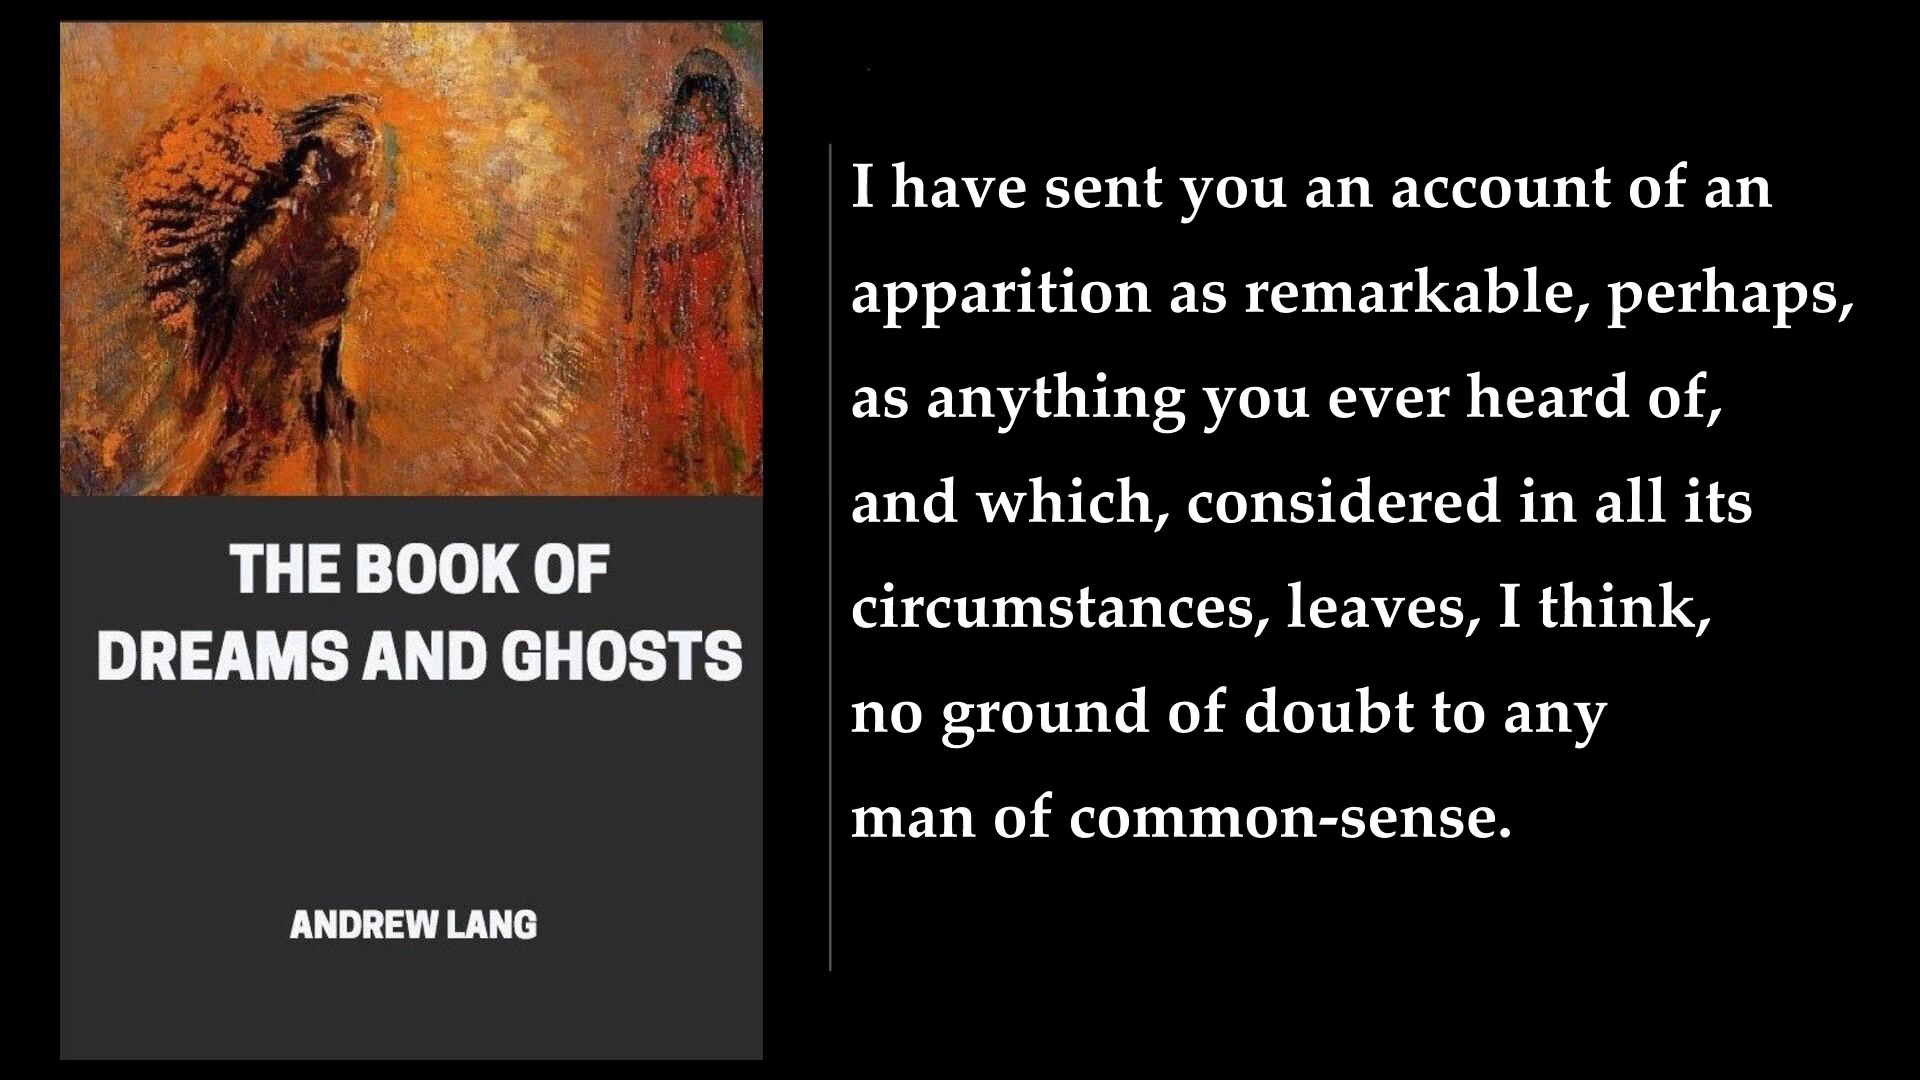 THE BOOK OF
DREAMS AND GHOSTS
ANDREW LANG
I have sent you an account of an
apparition as remarkable, perhaps,
as anything you ever heard of,
and which, considered in all its
circumstances, leaves, I think,
no ground of doubt to any
man of common-sense.